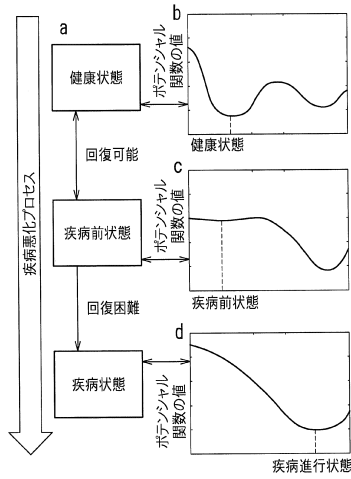 a
b
健康状態
ポテンシャル
関数の値
健康状態
回復可能
疾病悪化プロセス
c
疾病前状態
ポテンシャル
関数の値
疾病前状態
回復困難
d
疾病状態
ポテンシャル
関数の値
疾病進行状態